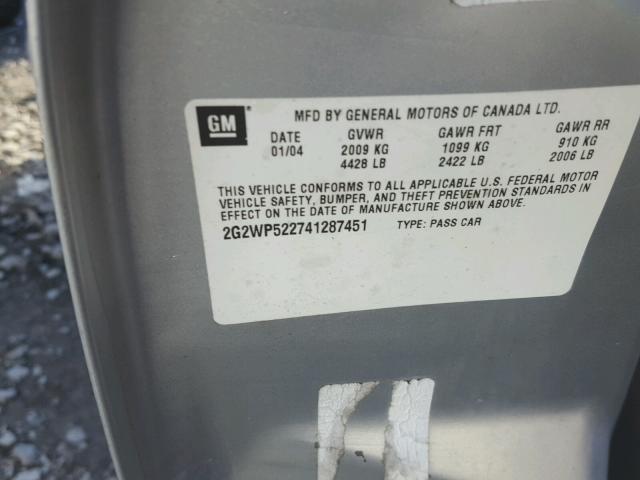 GM
MFD BY GENERAL MOTORS OF CANADA LTD.
DATE GVWR GAWR FRT GAWR RR
01/04 2009 KG 1099 KG 910 KG
4428 LB 2422 LB 2006 LB
THIS VEHICLE CONFORMS TO ALL APPLICABLE U.S. FEDERAL MOTOR
VEHICLE SAFETY, BUMPER, AND THEFT PREVENTION STANDARDS IN
EFFECT ON THE DATE OF MANUFACTURE SHOWN ABOVE.
2G2WP522741287451 TYPE: PASS CAR